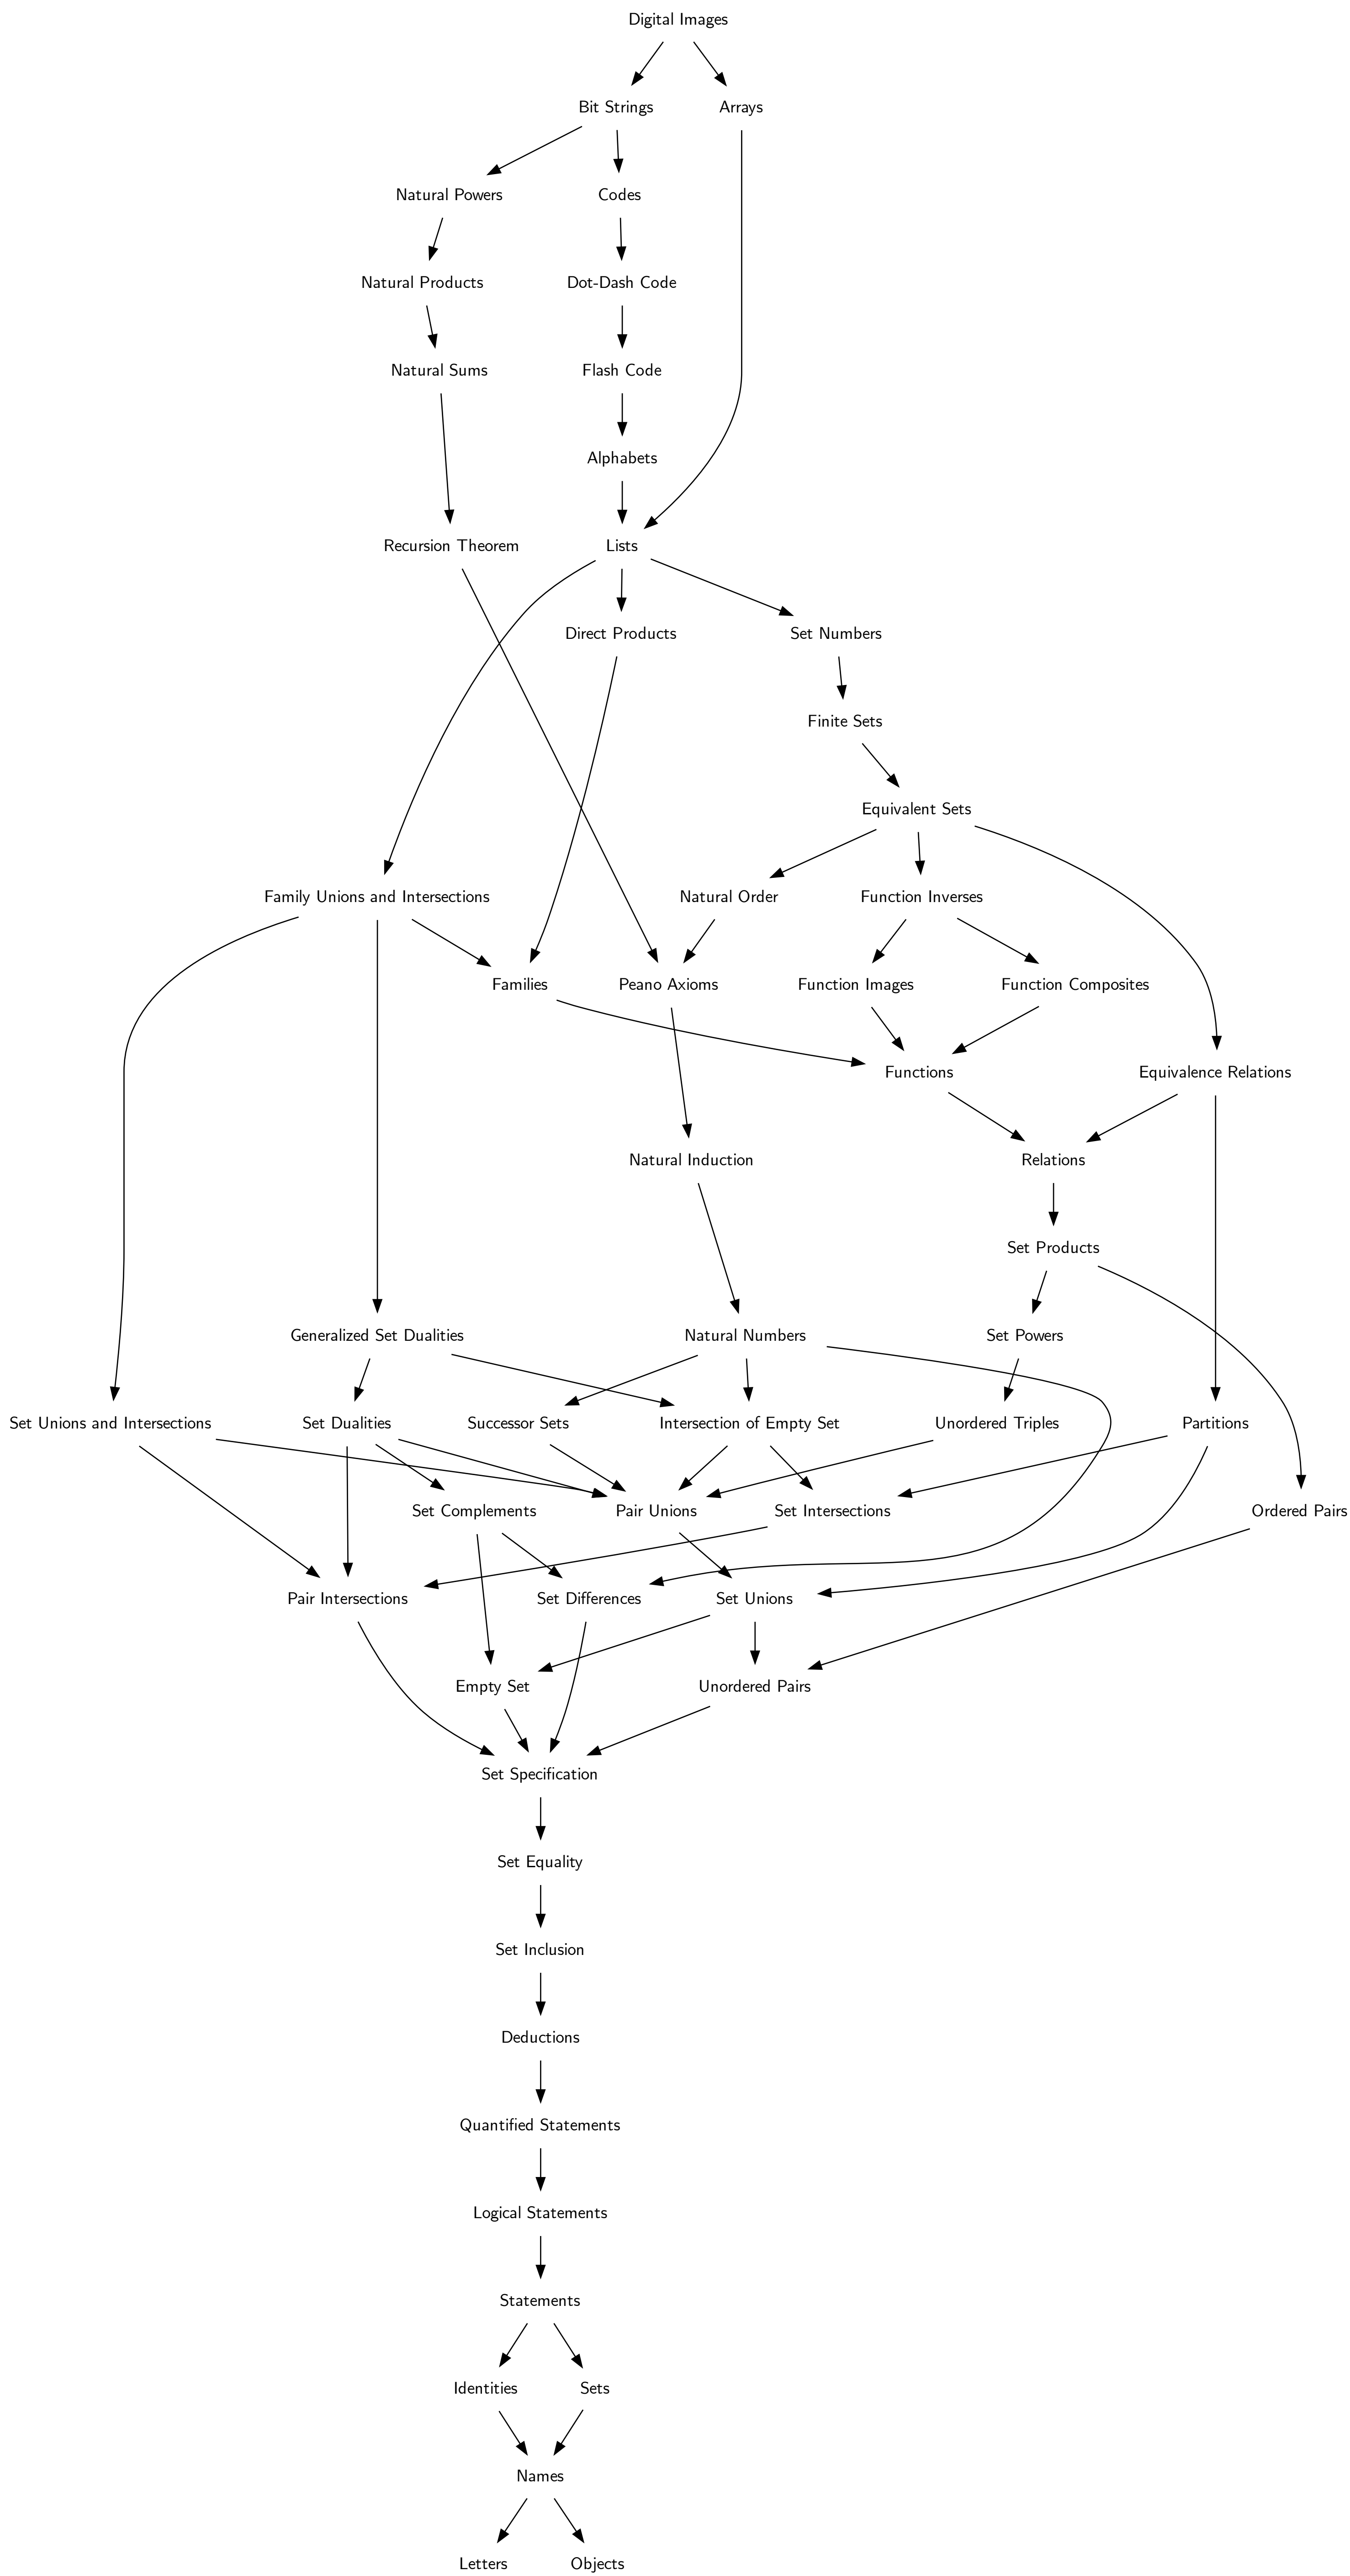 Digital Images
Bit Strings
Arrays
Natural Powers
Codes
Natural Products
Dot-Dash Code
Natural Sums
Flash Code
Alphabets
Recursion Theorem
Lists
Direct Products
Set Numbers
Finite Sets
Equivalent Sets
Family Unions and Intersections
Natural Order
Function Inverses
Families
Peano Axioms
Function Images
Function Composites
Functions
Equivalence Relations
Natural Induction
Relations
Set Products
Generalized Set Dualities
Natural Numbers
Set Powers
Set Unions and Intersections
Set Dualities
Successor Sets
Intersection of Empty Set
Unordered Triples
Partitions
Set Complements
Pair Unions
Set Intersections
Ordered Pairs
Pair Intersections
Set Differences
Set Unions
Empty Set
Unordered Pairs
Set Specification
Set Equality
Set Inclusion
Deductions
Quantified Statements
Logical Statements
Statements
Identities
Sets
Names
Letters
Objects